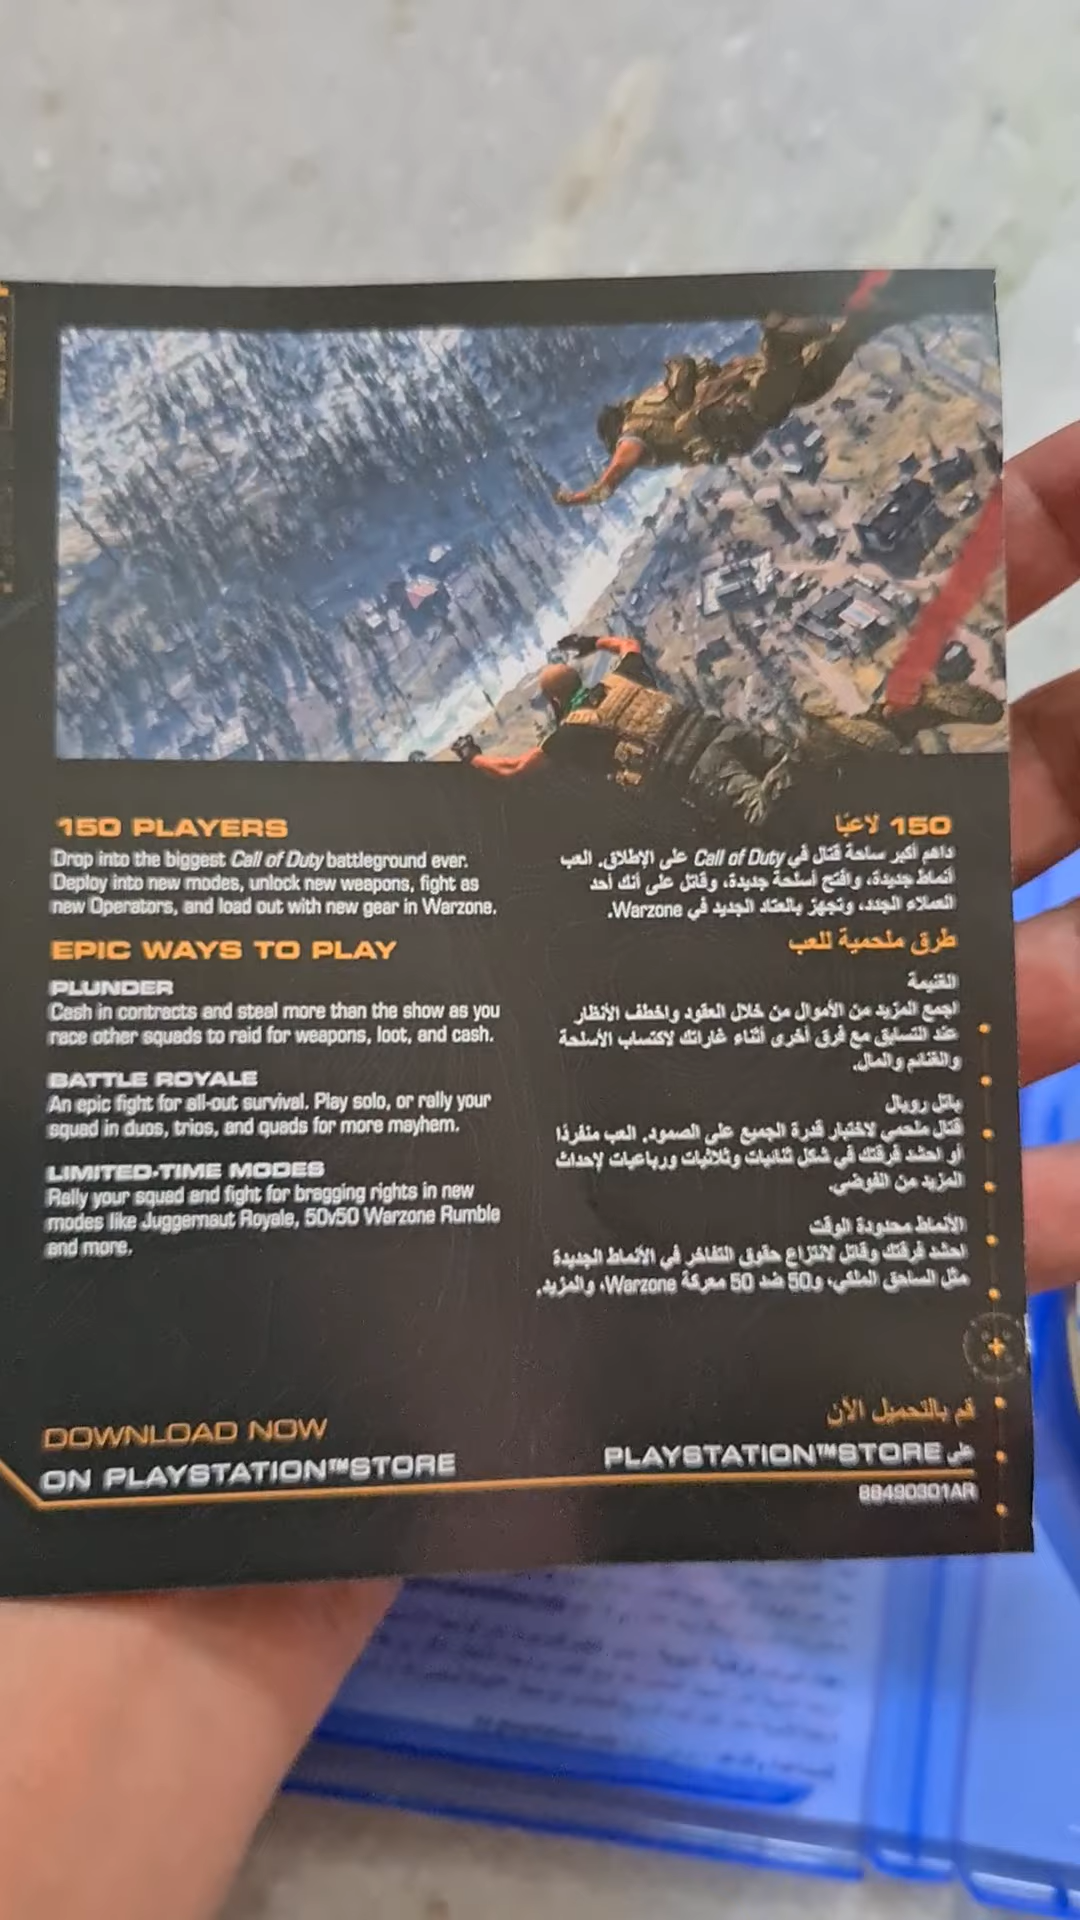 150 PLAYERS
Drop into the biggest Call of Duty battleground ever.
Deploy into new modes, unlock new weapons, fight as
new Operators, and load out with new gear in Warzone.
EPIC WAYS TO PLAY
PLUNDER
Cash in contracts and steal more than the show as you
race other squads to raid for weapons, loot, and cash.
BATTLE ROYALE
An epic fight for all-out survival. Play solo, or rally your
squad in duos, trios, and quads for more mayhem.
LIMITED-TIME MODES
Rally your squad and fight for bragging rights in new
modes like Juggernaut Royale, 50v50 Warzone Rumble
and more.
DOWNLOAD NOW
ON PLAYSTATION™STORE
150 لاعبًا
داهم أكبر ساحة قتال في Call of Duty على الإطلاق. العب
أنماط جديدة، وافتح أسلحة جديدة، وقاتل على أنك أحد
العملاء الجدد، وتجهز بالعتاد الجديد في Warzone.
طرق ملحمية للعب
الغنيمة
اجمع المزيد من الأموال من خلال العقود واخطف الأنظار
عند التسابق مع فرق أخرى أثناء غاراتك لاكتساب الأسلحة
والغنائم والمال.
باتل رويال
قتال ملحمي لاختبار قدرة الجميع على الصمود. العب منفردًا
أو احشد فرقتك في شكل ثنائيات وثلاثيات ورباعيات لإحداث
المزيد من الفوضى.
الأنماط محدودة الوقت
احشد فرقتك وقاتل لانتزاع حقوق التفاخر في الأنماط الجديدة
مثل الساحق الملكي، و50 ضد 50 معركة Warzone، والمزيد.
قم بالتحميل الآن
على PLAYSTATION™STORE
88490301AR